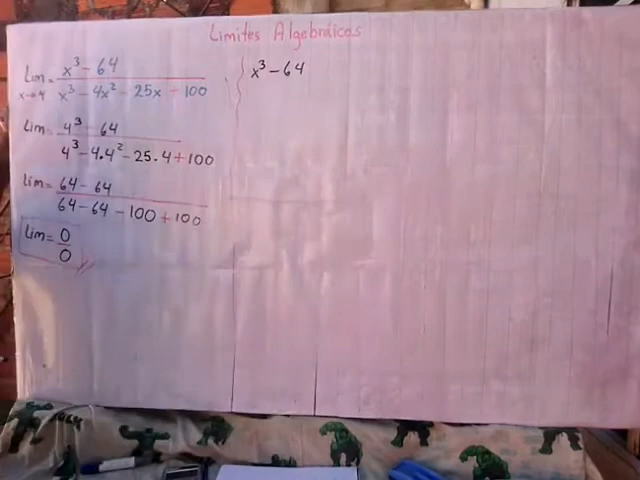 Limites Algebráicos
Lim = x³ - 64
x→4 x³ - 4x² - 25x + 100
Lim = 4³ - 64
4³ - 4.4² - 25.4 + 100
Lim = 64 - 64
64 - 64 - 100 + 100
Lim = 0
0
x³ - 64